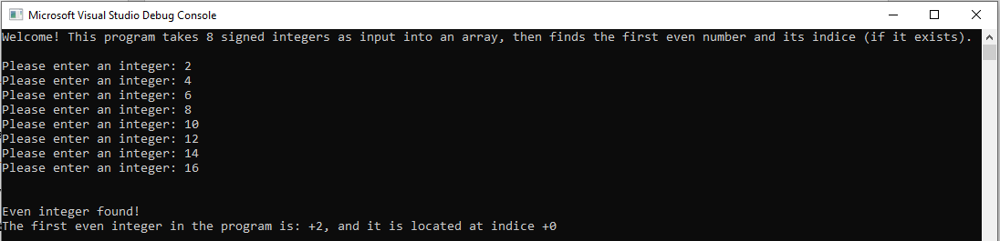 Microsoft Visual Studio Debug Console
Welcome! This program takes 8 signed integers as input into an array, then finds the first even number and its indice (if it exists).
Please enter an integer: 2
Please enter an integer: 4
Please enter an integer: 6
Please enter an integer: 8
Please enter an integer: 10
Please enter an integer: 12
Please enter an integer: 14
Please enter an integer: 16
Even integer found!
The first even integer in the program is: +2, and it is located at indice +0